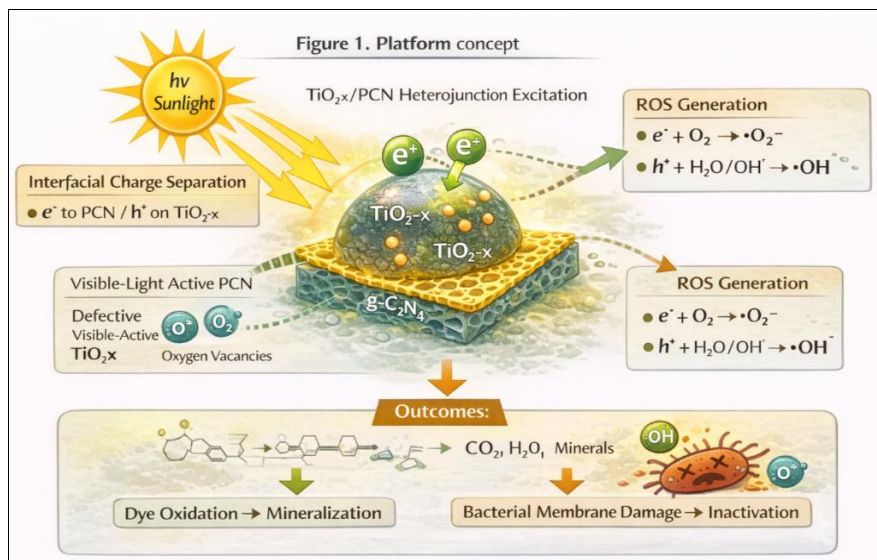 Figure 1. Platform concept
hv
Sunlight
TiO₂x/PCN Heterojunction Excitation
e⁺
e⁺
ROS Generation
• e⁻ + O₂ → •O₂⁻
• h⁺ + H₂O/OH˙ → •OH
Interfacial Charge Separation
• e⁻ to PCN / h⁺ on TiO₂-x
TiO₂-x
TiO₂-x
g-C₂N₄
Visible-Light Active PCN
Defective
Visible-Active
TiO₂x
O⁺
O₂
Oxygen Vacancies
ROS Generation
• e⁻ + O₂ → •O₂⁻
• h⁺ + H₂O/OH˙ → •OH⁻
Outcomes:
CO₂, H₂O, Minerals
OH
O⁺
Dye Oxidation → Mineralization
Bacterial Membrane Damage → Inactivation